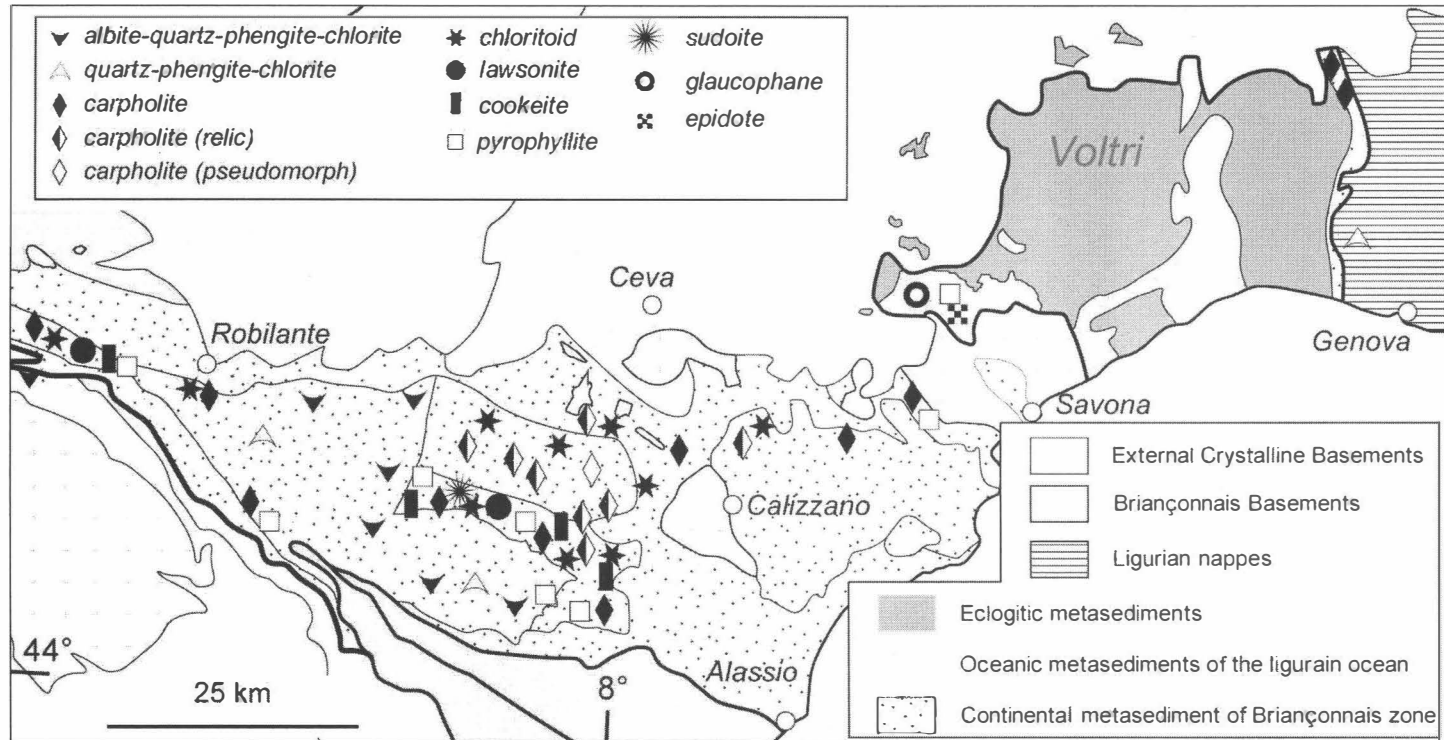 albite-quartz-phengite-chlorite
quartz-phengite-chlorite
carpholite
carpholite (relic)
carpholite (pseudomorph)
chloritoid
lawsonite
cookeite
pyrophyllite
sudoite
glaucophane
epidote
Voltri
Ceva
Robilante
Genova
Savona
Calizzano
Alassio
44°
25 km
8°
External Crystalline Basements
Briançonnais Basements
Ligurian nappes
Eclogitic metasediments
Oceanic metasediments of the ligurain ocean
Continental metasediment of Briançonnais zone